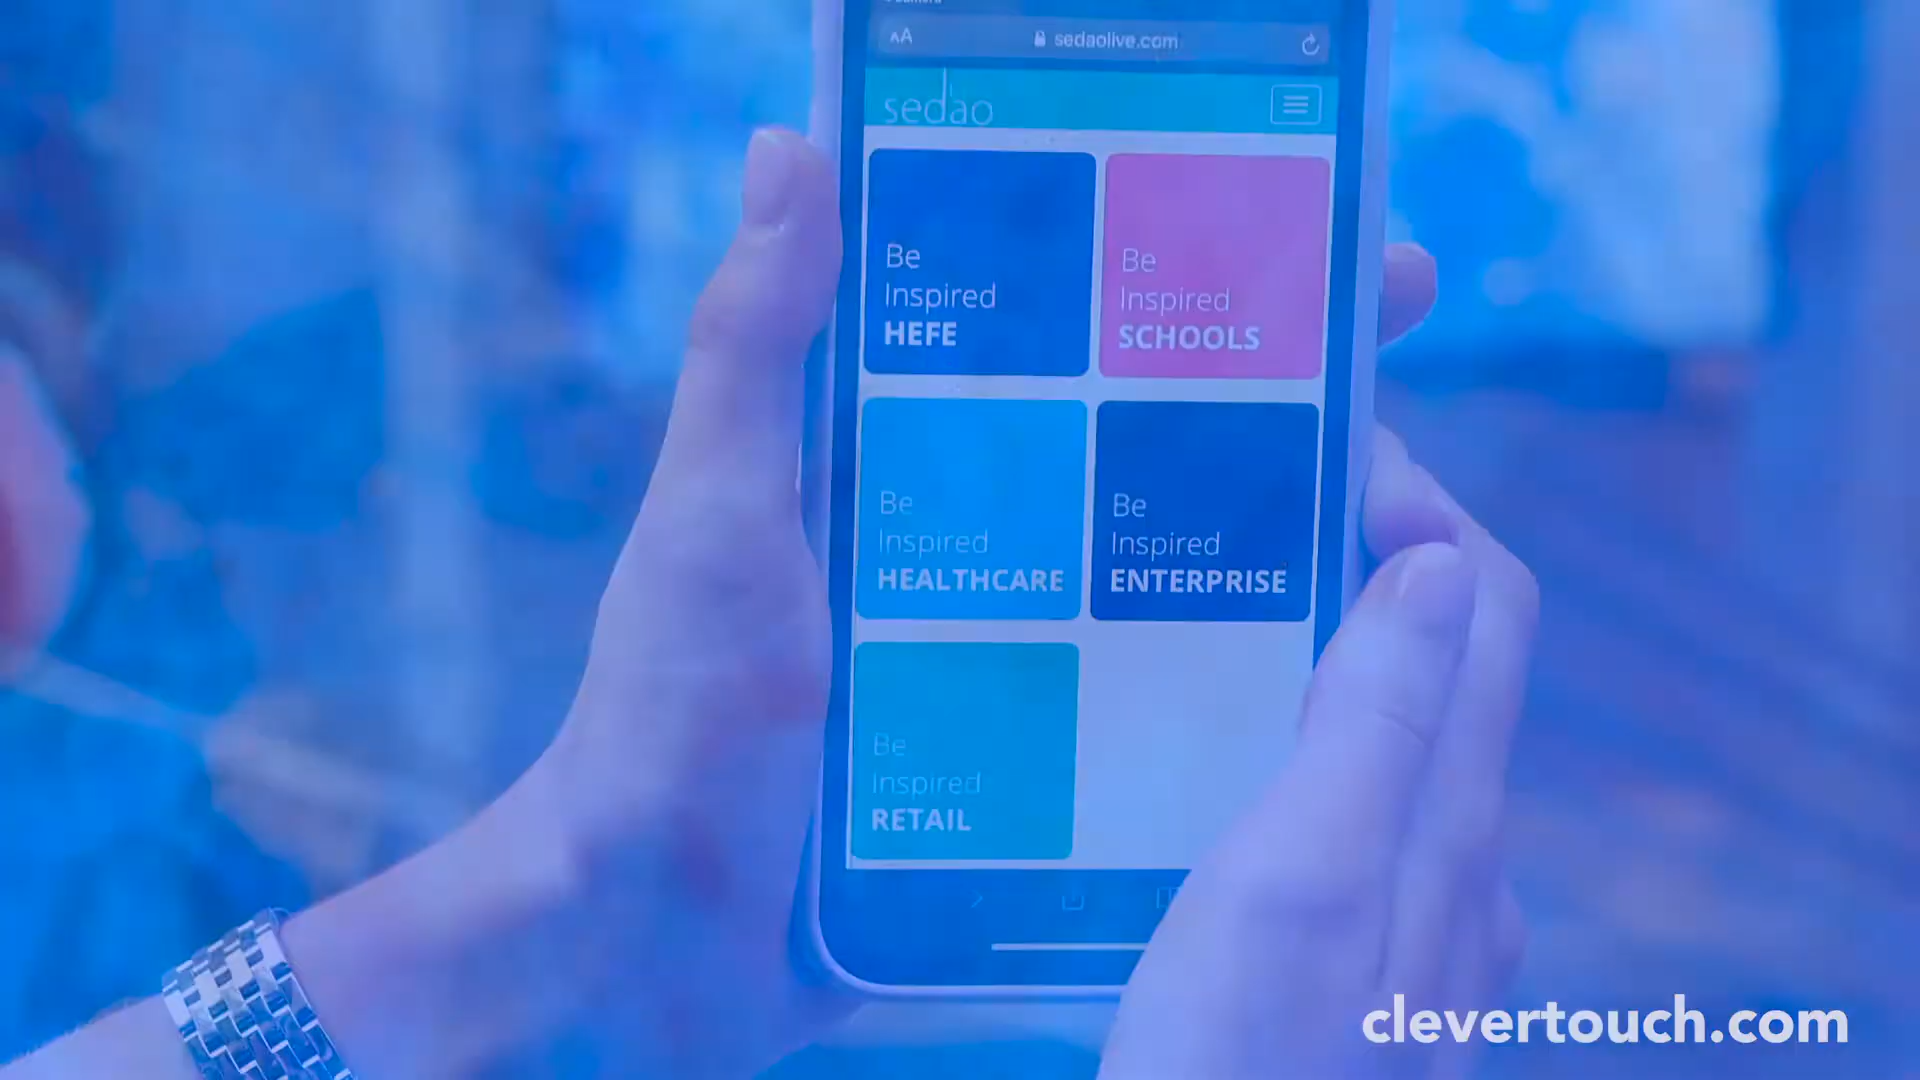 AA sedaolive.com
sedao
Be
Inspired
HEFE
Be
Inspired
SCHOOLS
Be
Inspired
HEALTHCARE
Be
Inspired
ENTERPRISE
Be
Inspired
RETAIL
clevertouch.com